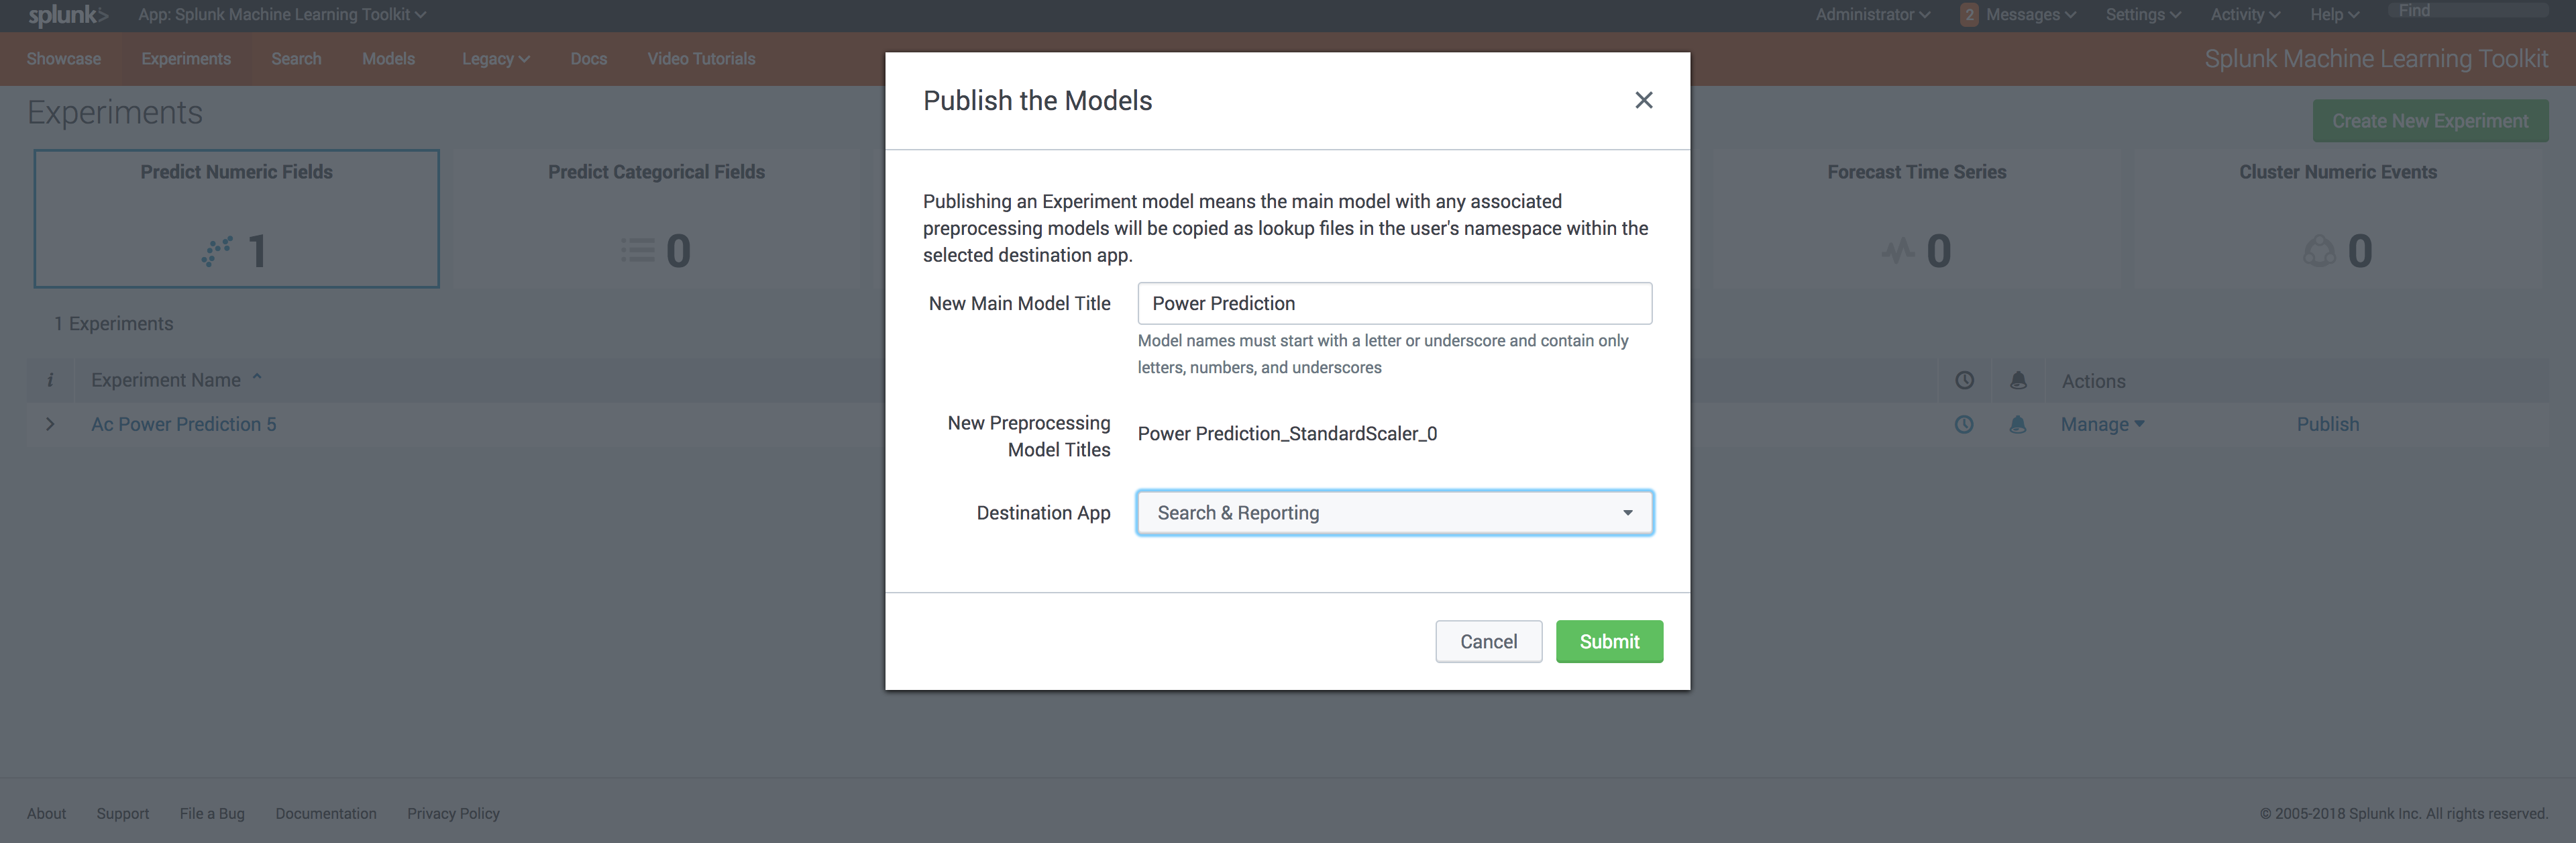 splunk> App: Splunk Machine Learning Toolkit Administrator 2 Messages Settings Activity Help Find
Showcase Experiments Search Models Legacy Docs Video Tutorials Splunk Machine Learning Toolkit
Experiments
Create New Experiment
Predict Numeric Fields
1
Predict Categorical Fields
0
Forecast Time Series
0
Cluster Numeric Events
0
1 Experiments
i Experiment Name Actions
Ac Power Prediction 5 Manage Publish
Publish the Models
Publishing an Experiment model means the main model with any associated
preprocessing models will be copied as lookup files in the user's namespace within the
selected destination app.
New Main Model Title Power Prediction
Model names must start with a letter or underscore and contain only
letters, numbers, and underscores
New Preprocessing
Model Titles
Power Prediction_StandardScaler_0
Destination App Search & Reporting
Cancel Submit
About Support File a Bug Documentation Privacy Policy © 2005-2018 Splunk Inc. All rights reserved.